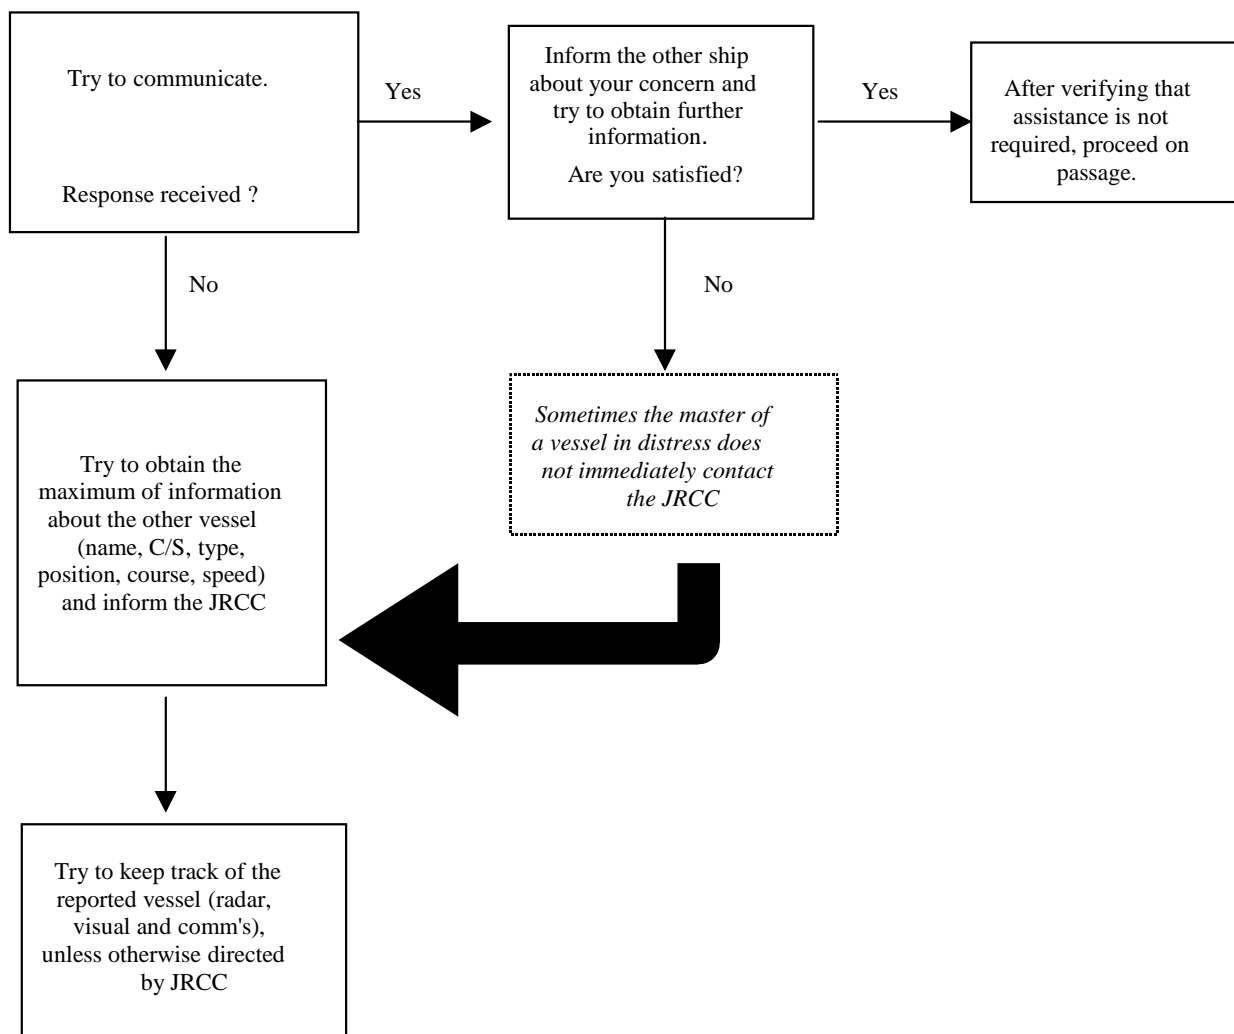 Try to communicate.
Response received ?
Yes
Inform the other ship
about your concern and
try to obtain further
information.
Are you satisfied?
Yes
After verifying that
assistance is not
required, proceed on
passage.
No
No
Try to obtain the
maximum of information
about the other vessel
(name, C/S, type,
position, course, speed)
and inform the JRCC
Sometimes the master of
a vessel in distress does
not immediately contact
the JRCC
Try to keep track of the
reported vessel (radar,
visual and comm's),
unless otherwise directed
by JRCC